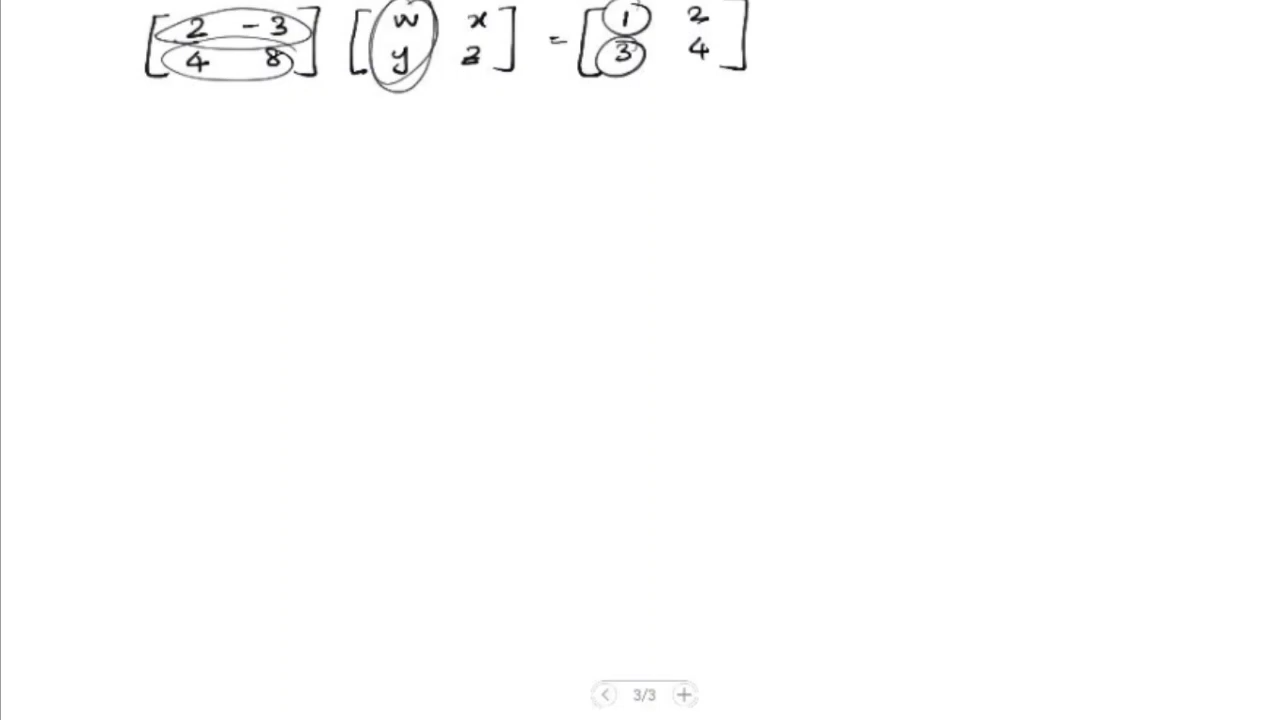 [2 -3] [w x] = [1 2]
[4 8] [y z] [3 4]
3/3